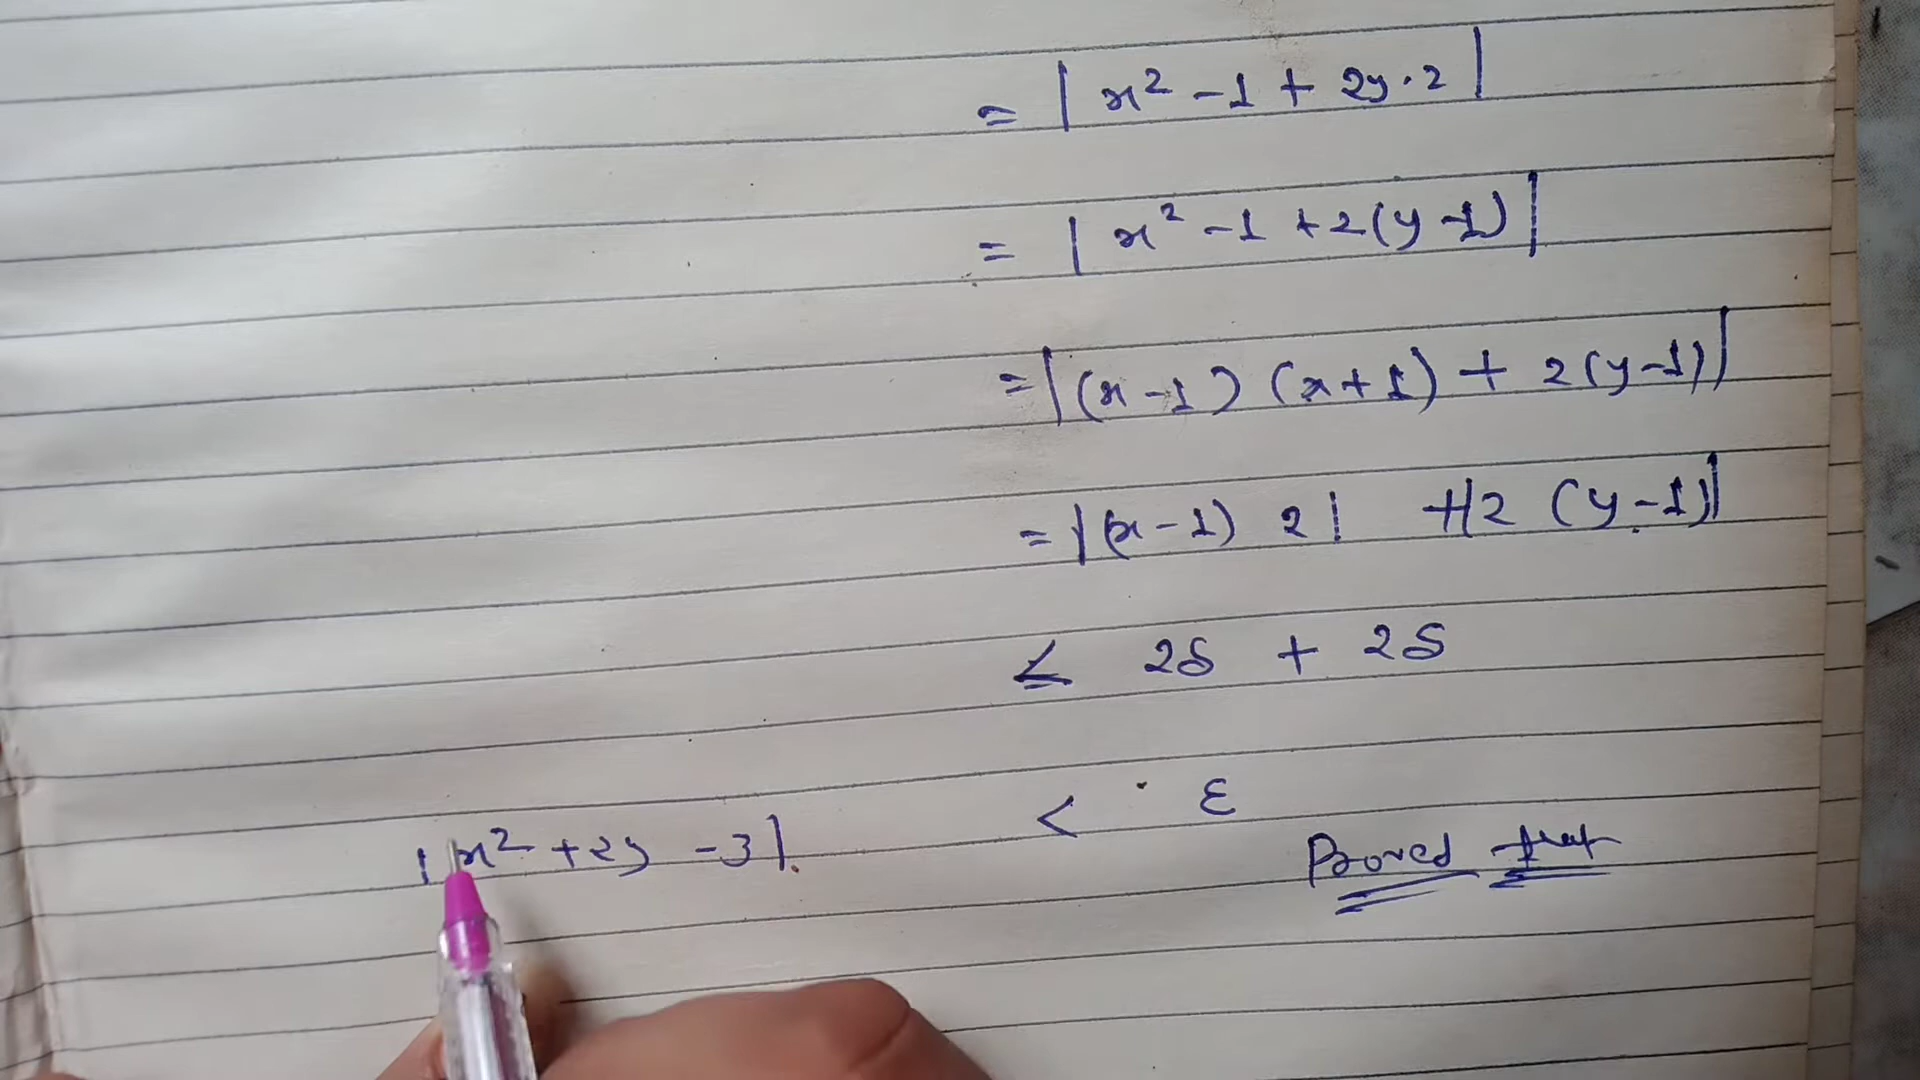 = | x² - 1 + 2y · 2 |
= | x² - 1 + 2(y - 1) |
= | (x - 1) (x + 1) + 2(y - 1) |
= | (x - 1) 2 | + | 2 (y - 1) |
≤ 2δ + 2δ
| x² + 2y - 3 | . < ε
Proved that